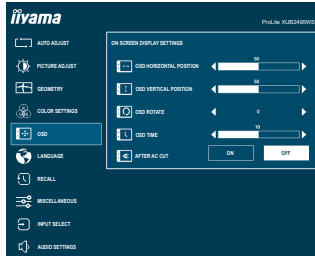 iiyama
ProLite XUB2495WS
AUTO ADJUST
PICTURE ADJUST
GEOMETRY
COLOR SETTINGS
OSD
LANGUAGE
RECALL
MISCELLANEOUS
INPUT SELECT
AUDIO SETTINGS
ON SCREEN DISPLAY SETTINGS
OSD HORIZONTAL POSITION 50
OSD VERTICAL POSITION 50
OSD ROTATE 0
OSD TIME 10
AFTER AC CUT ON OFF